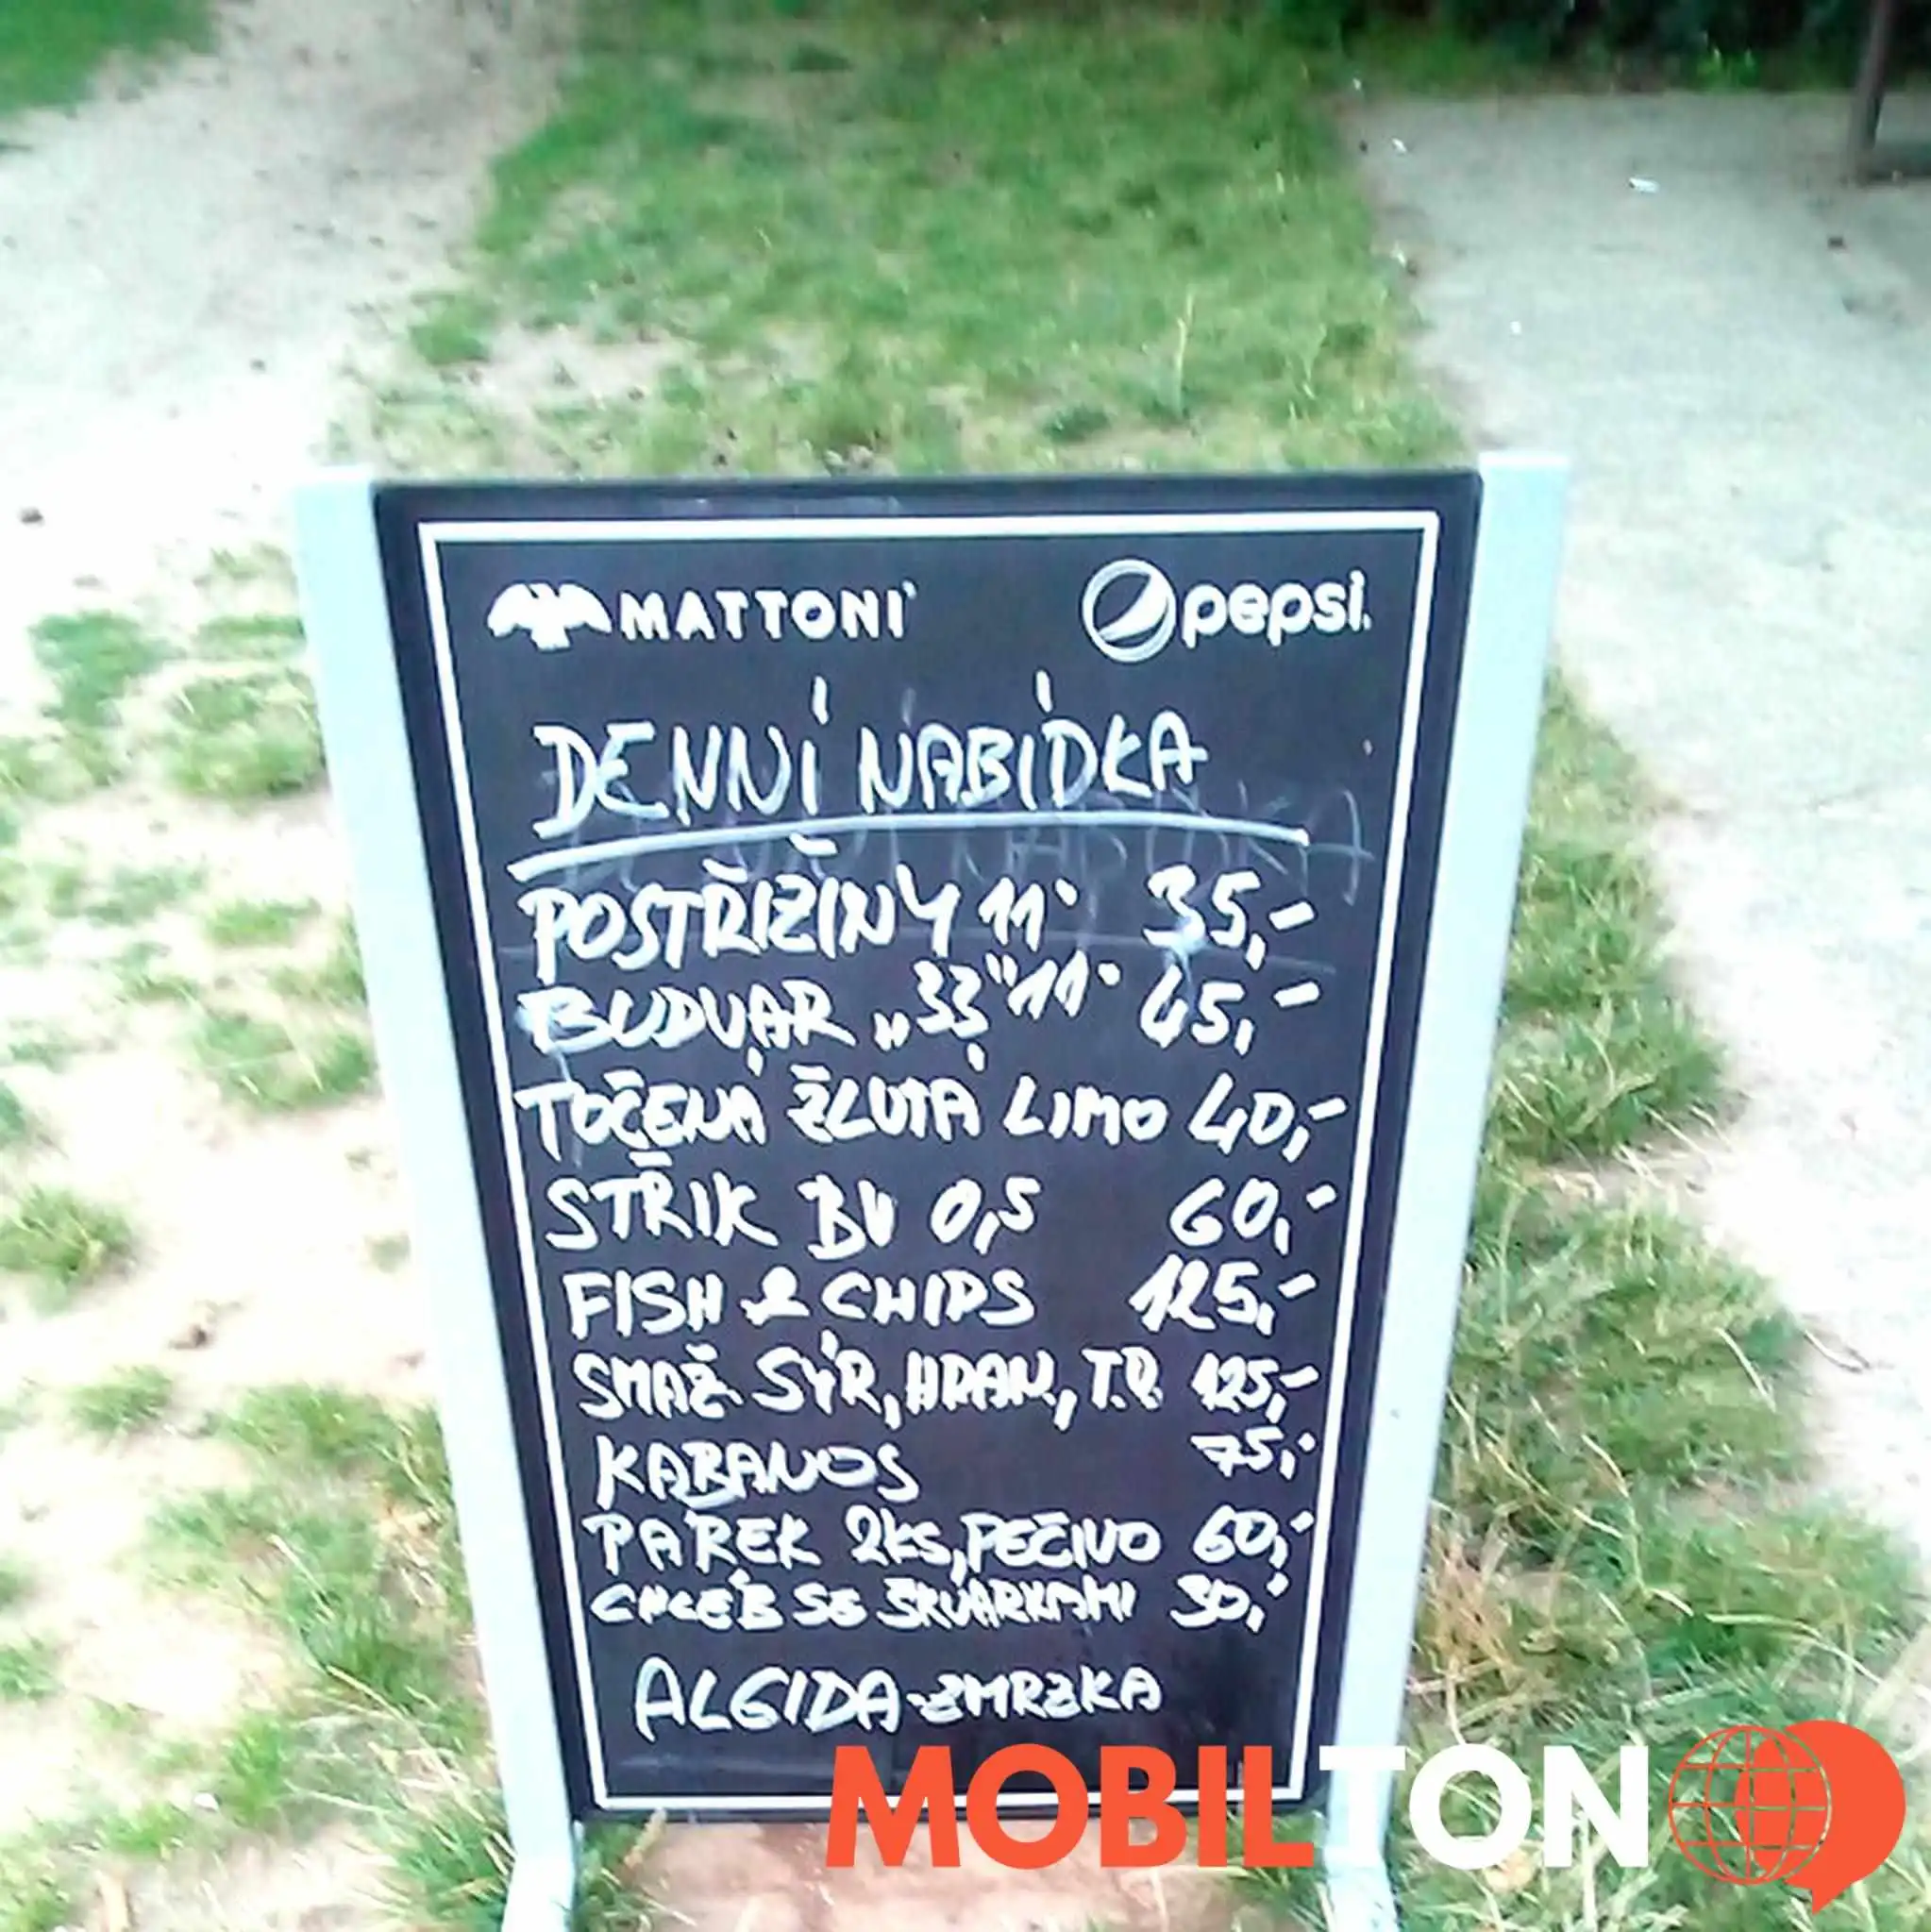 MATTONI pepsi.
DENNÍ NABÍDKA
POSTŘIŽINY 11° 35,-
BUDVAR „33" 11° 45,-
TOČENÁ ŽLUTÁ LIMO 40,-
STŘIK BV 0,5 60,-
FISH & CHIPS 125,-
SMAŽ. SÝR, HRAN, T.O. 125,-
KABANOS 75,-
PÁREK 2KS, PEČIVO 60,-
CHLEB SE ŠKVARKAMI 30,-
ALGIDA-ZMRZKA
MOBILTON